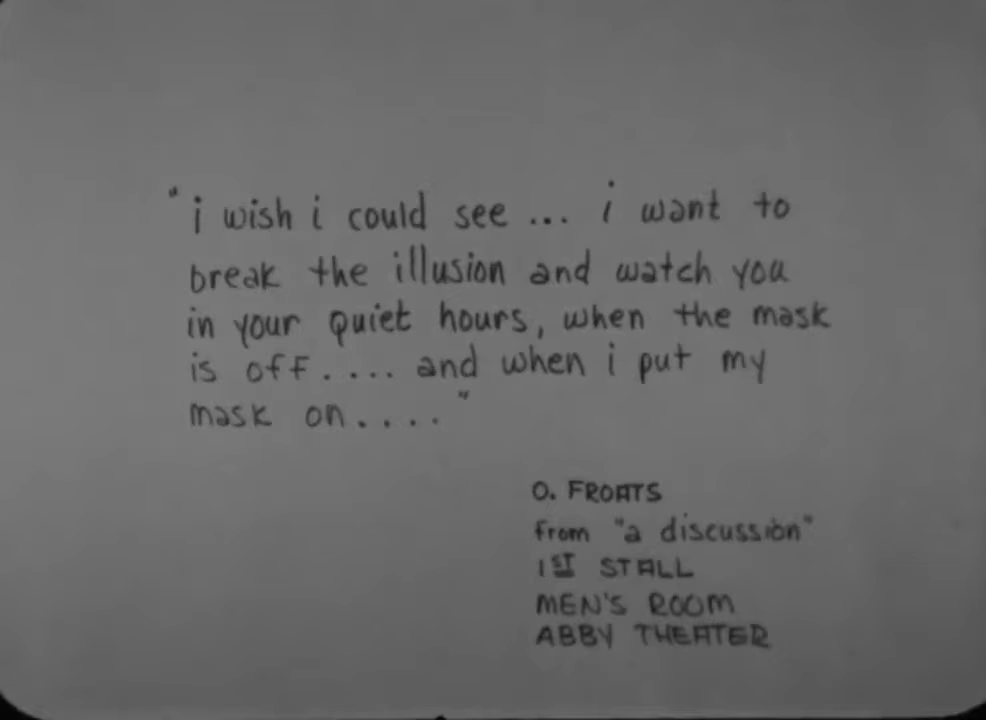 "i wish i could see ... i want to
break the illusion and watch you
in your quiet hours, when the mask
is off.... and when i put my
mask on...."
O. FROATS
from "a discussion"
1ST STALL
MEN'S ROOM
ABBY THEATER